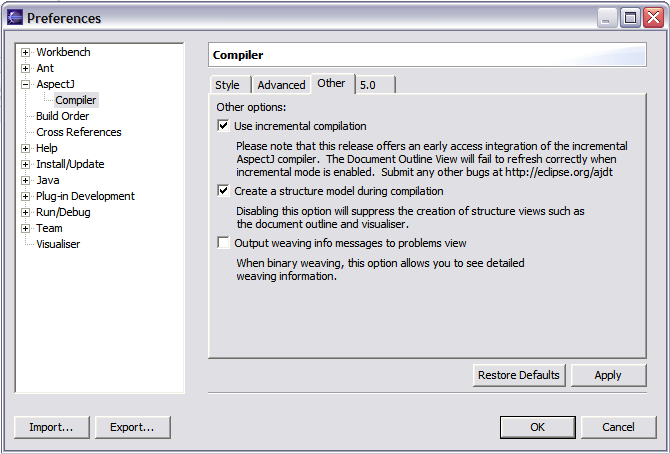 Preferences
Workbench
Ant
AspectJ
Compiler
Build Order
Cross References
Help
Install/Update
Java
Plug-in Development
Run/Debug
Team
Visualiser
Compiler
Style Advanced Other 5.0
Other options:
Use incremental compilation
Please note that this release offers an early access integration of the incremental
AspectJ compiler. The Document Outline View will fail to refresh correctly when
incremental mode is enabled. Submit any other bugs at http://eclipse.org/ajdt
Create a structure model during compilation
Disabling this option will suppress the creation of structure views such as
the document outline and visualiser.
Output weaving info messages to problems view
When binary weaving, this option allows you to see detailed
weaving information.
Restore Defaults Apply
Import... Export... OK Cancel